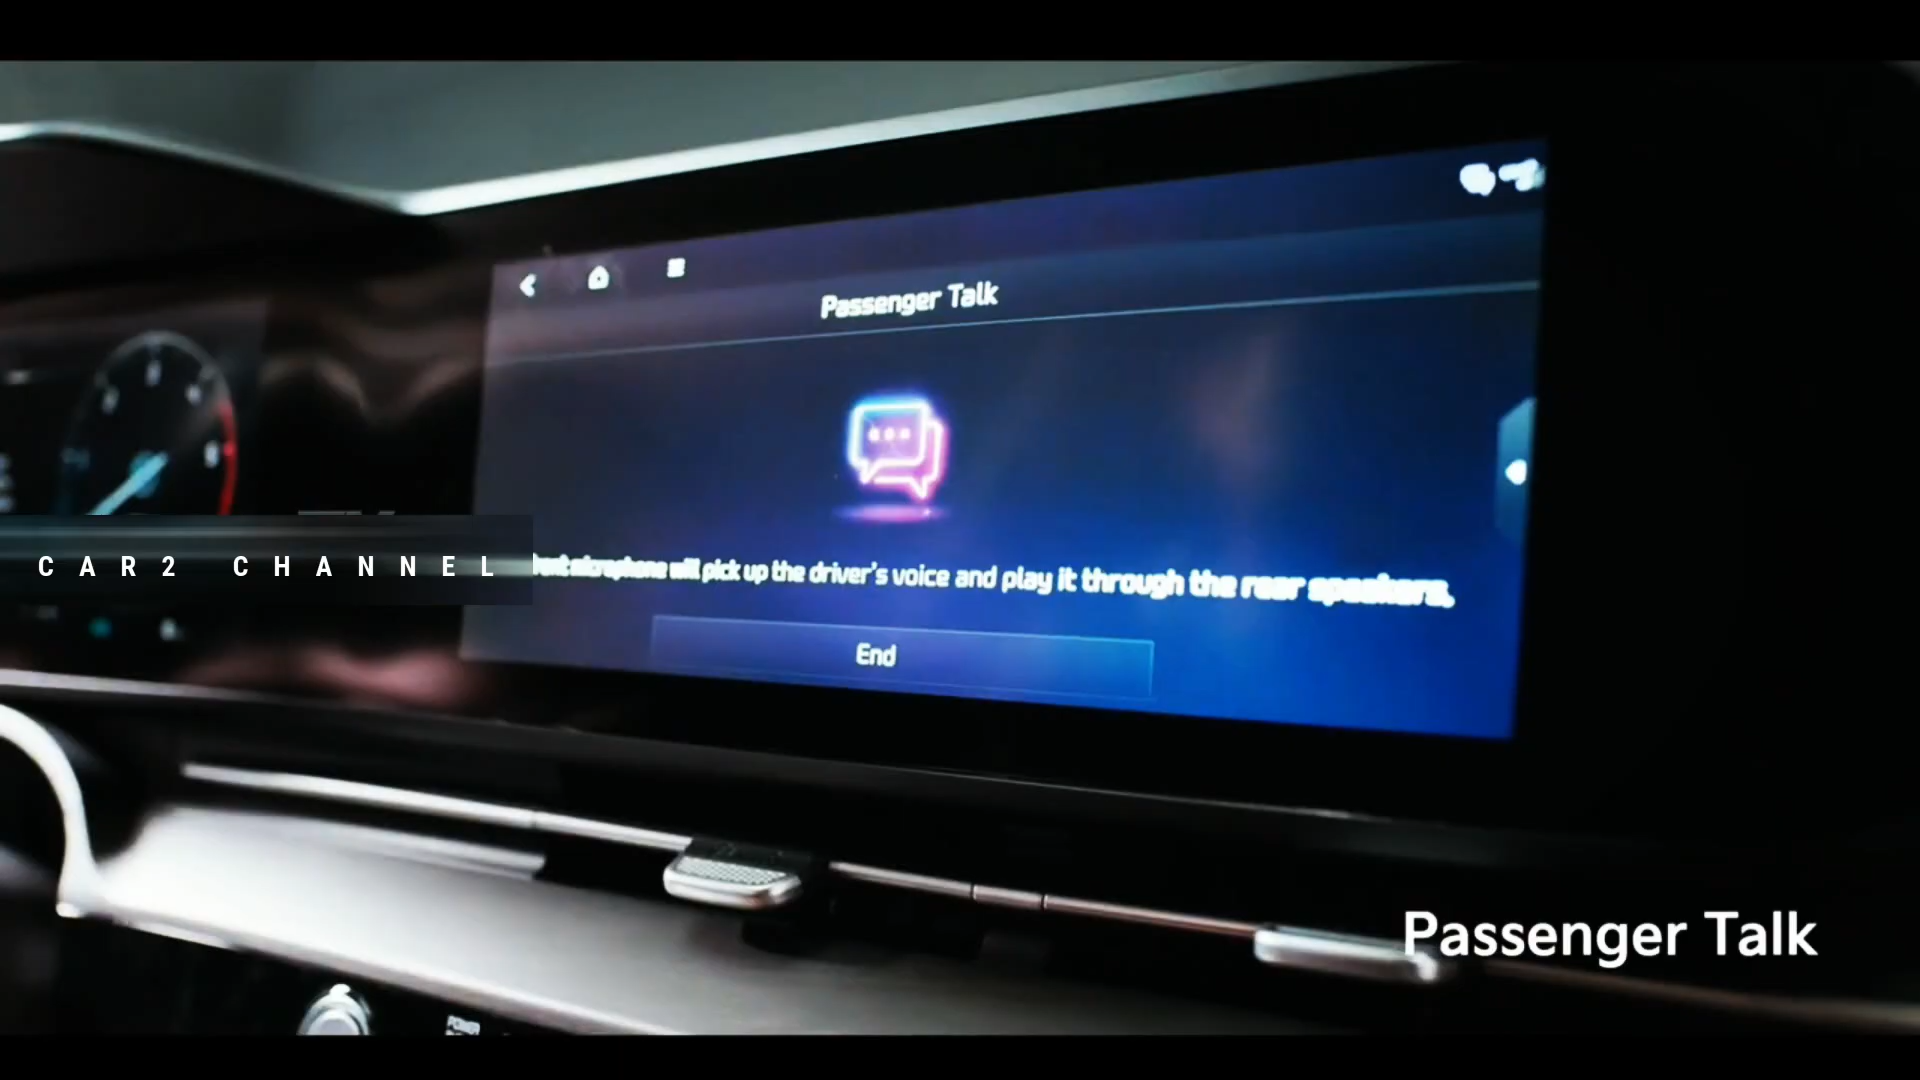 Passenger Talk
CAR2 CHANNEL
microphone will pick up the driver's voice and play it through the rear speakers.
End
Passenger Talk
POWER